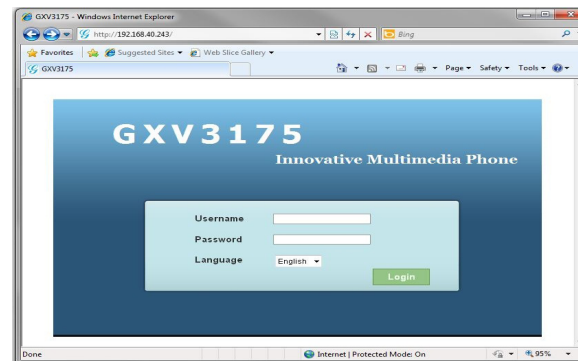 GXV3175 - Windows Internet Explorer
http://192.168.40.243/
Bing
Favorites Suggested Sites Web Slice Gallery
GXV3175 Page Safety Tools
GXV3175
Innovative Multimedia Phone
Username
Password
Language English
Login
Done Internet | Protected Mode: On 95%